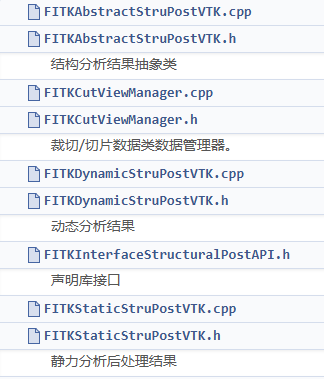 FITKAbstractStruPostVTK.cpp
FITKAbstractStruPostVTK.h
结构分析结果抽象类
FITKCutViewManager.cpp
FITKCutViewManager.h
裁切/切片数据类数据管理器。
FITKDynamicStruPostVTK.cpp
FITKDynamicStruPostVTK.h
动态分析结果
FITKInterfaceStructuralPostAPI.h
声明库接口
FITKStaticStruPostVTK.cpp
FITKStaticStruPostVTK.h
静力分析后处理结果